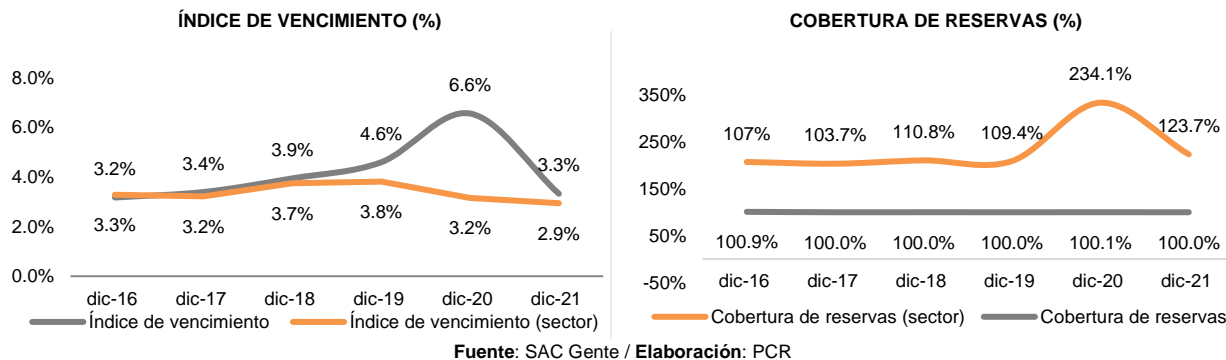 ÍNDICE DE VENCIMIENTO (%)
8.0%
6.0%
4.0%
2.0%
0.0%
3.2%
3.4%
3.9%
4.6%
6.6%
3.3%
3.3%
3.2%
3.7%
3.8%
3.2%
2.9%
dic-16
dic-17
dic-18
dic-19
dic-20
dic-21
Índice de vencimiento
Índice de vencimiento (sector)
COBERTURA DE RESERVAS (%)
350%
250%
150%
50%
-50%
107%
103.7%
110.8%
109.4%
234.1%
123.7%
100.9%
100.0%
100.0%
100.0%
100.1%
100.0%
dic-16
dic-17
dic-18
dic-19
dic-20
dic-21
Cobertura de reservas (sector)
Cobertura de reservas
Fuente: SAC Gente / Elaboración: PCR